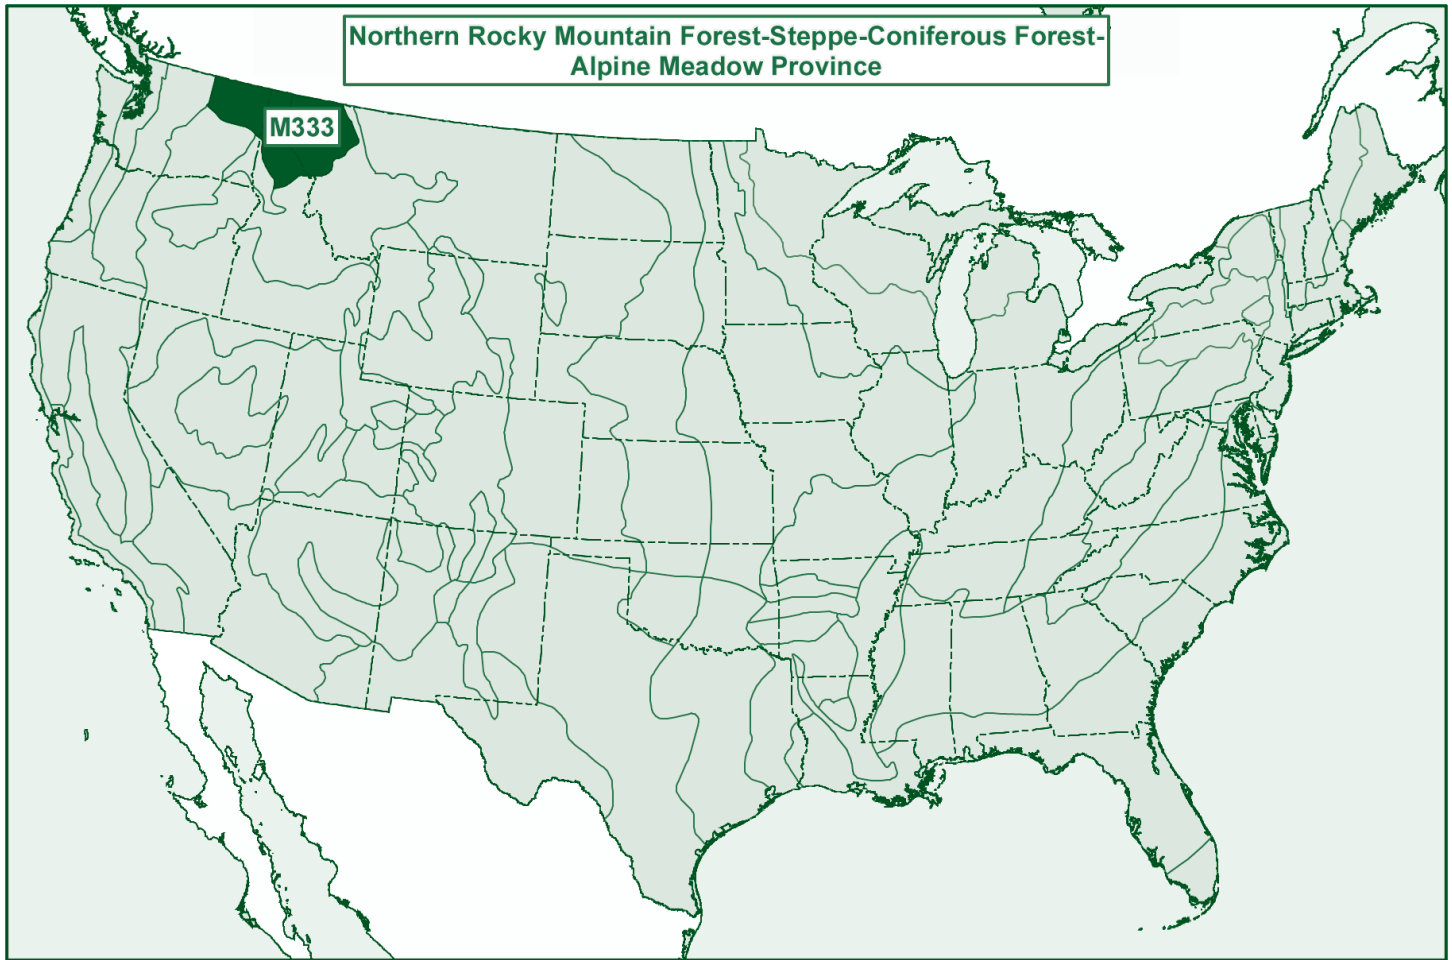 Northern Rocky Mountain Forest-Steppe-Coniferous Forest-
Alpine Meadow Province
M333